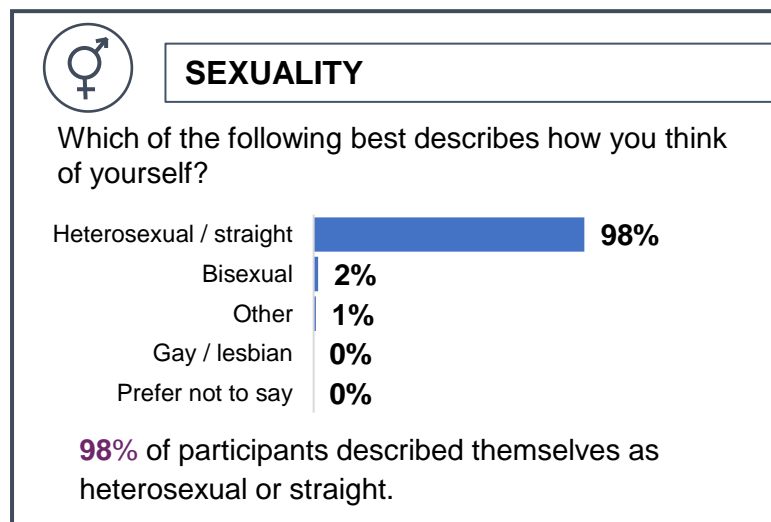 SEXUALITY
Which of the following best describes how you think
of yourself?
Heterosexual / straight 98%
Bisexual 2%
Other 1%
Gay / lesbian 0%
Prefer not to say 0%
98% of participants described themselves as
heterosexual or straight.